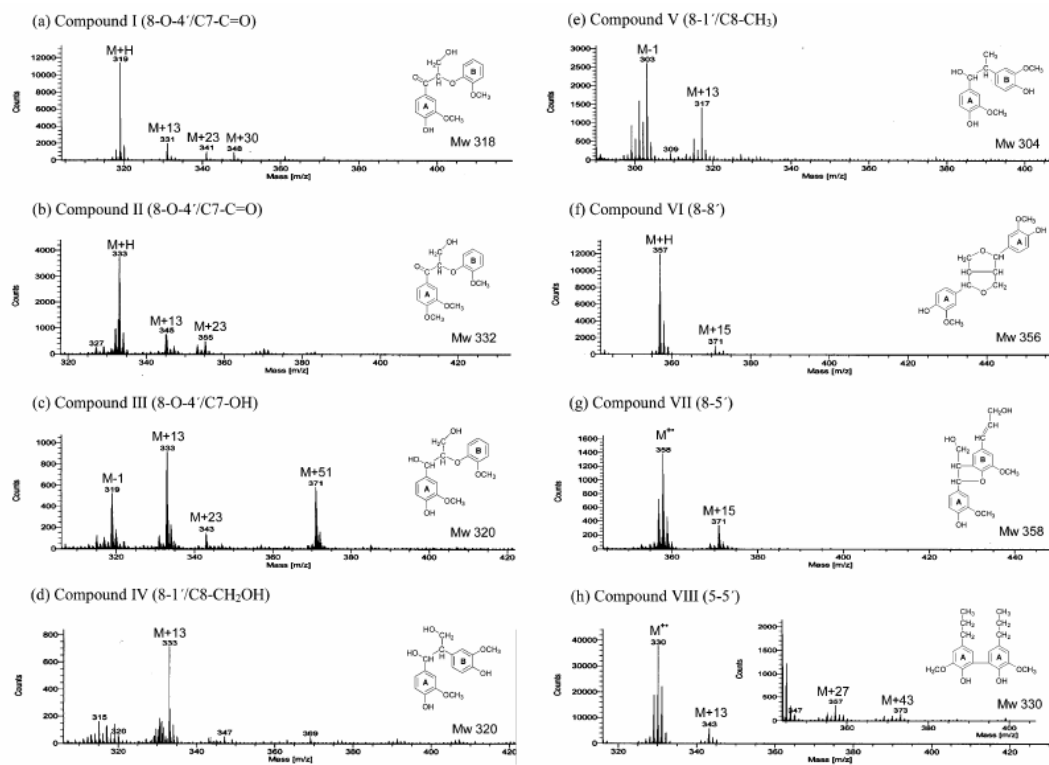 (a) Compound I (8-O-4´/C7-C=O)
M+H
319
M+13
331
M+23
341
M+30
348
12000
10000
8000
6000
4000
2000
0
Counts
OH
H
O
B
OCH₃
A
OCH₃
OH
Mw 318
320 340 360 380 400
Mass [m/z]
(b) Compound II (8-O-4´/C7-C=O)
M+H
333
327
M+13
345
M+23
355
4000
3000
2000
1000
0
Counts
OH
H
O
B
OCH₃
A
OCH₃
OCH₃
Mw 332
320 340 360 380 400
Mass [m/z]
(c) Compound III (8-O-4´/C7-OH)
M-1
319
M+13
333
M+23
343
M+51
371
1000
800
600
400
200
0
Counts
OH
HO
B
OCH₃
A
OCH₃
OH
Mw 320
320 340 360 380 400 420
Mass [m/z]
(d) Compound IV (8-1´/C8-CH₂OH)
M+13
333
315
320
347
369
800
600
400
200
0
Counts
HO
HO
B
OCH₃
OH
A
OCH₃
OH
Mw 320
320 340 360 380 400 420
Mass [m/z]
(e) Compound V (8-1´/C8-CH₃)
M-1
303
309
M+13
317
3000
2500
2000
1500
1000
500
0
Counts
CH₃
HO
B
OCH₃
OH
A
OCH₃
OH
Mw 304
300 320 340 360 380 400
Mass [m/z]
(f) Compound VI (8-8´)
M+H
357
M+15
371
12000
10000
8000
6000
4000
2000
0
Counts
OCH₃
OH
A
H₂C
O
CH
HC
O
CH₂
A
HO
OCH₃
Mw 356
360 380 400 420 440
Mass [m/z]
(g) Compound VII (8-5´)
M⁺•
358
M+15
371
1600
1400
1200
1000
800
600
400
200
0
Counts
OH
HO
B
OCH₃
O
A
OCH₃
OH
Mw 358
360 380 400 420 440
Mass [m/z]
(h) Compound VIII (5-5´)
M⁺•
330
M+13
343
40000
30000
20000
10000
0
Counts
320 340
Mass [m/z]
2000
1500
1000
500
0
Counts
347
M+27
357
M+43
373
CH₃ CH₃
CH₂ CH₂
CH₂ CH₂
A A
H₃CO OCH₃
OH OH
Mw 330
360 380 400
Mass [m/z]